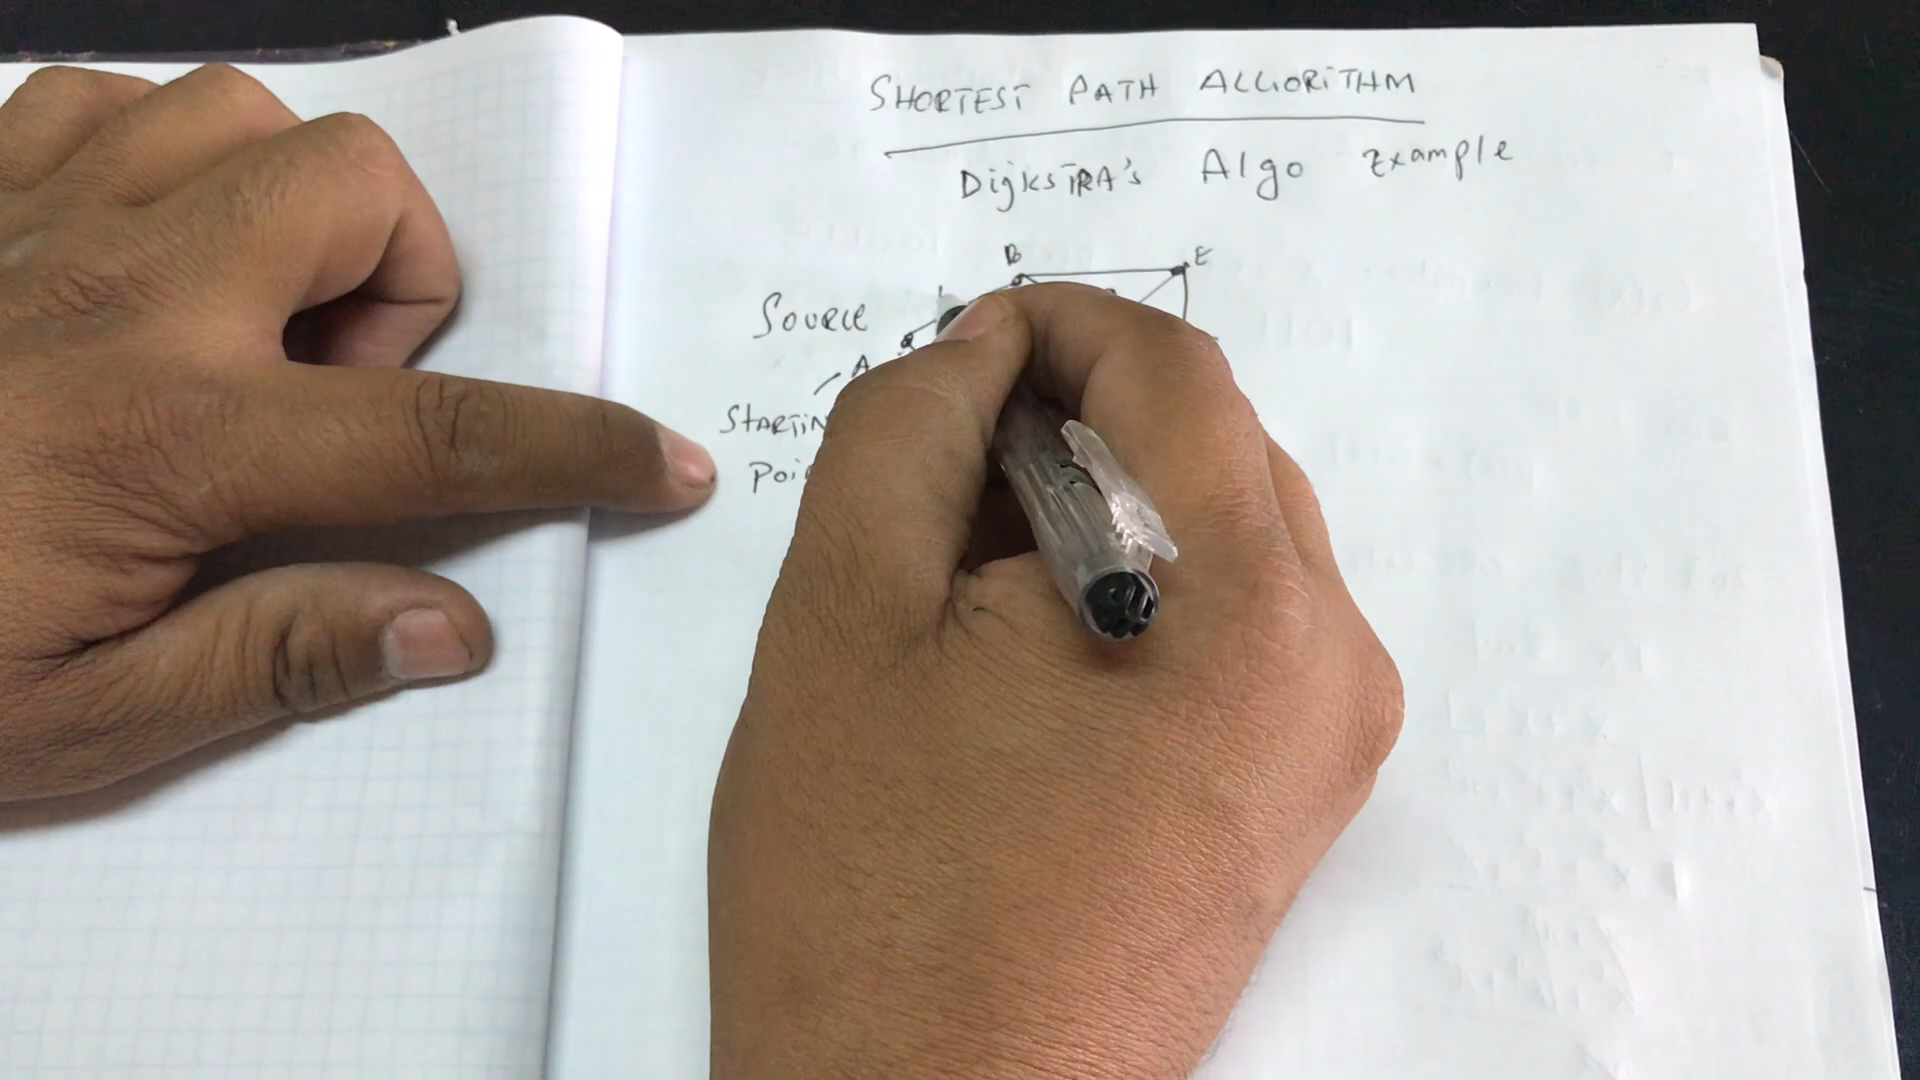 SHORTEST PATH ALGORITHM
DijKSTRA's Algo Example
B E
Source
A
STARTIN
Poi